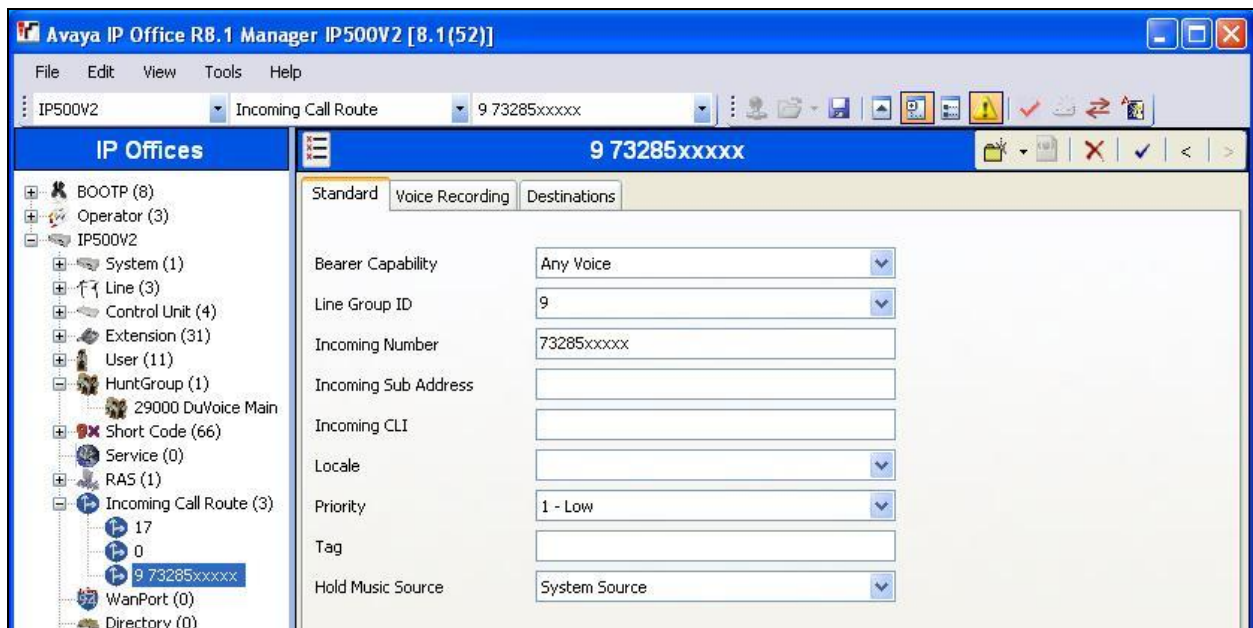 Avaya IP Office R8.1 Manager IP500V2 [8.1(52)]
File Edit View Tools Help
IP500V2 Incoming Call Route 9 73285xxxxx
IP Offices
9 73285xxxxx
BOOTP (8)
Operator (3)
IP500V2
System (1)
Line (3)
Control Unit (4)
Extension (31)
User (11)
HuntGroup (1)
29000 DuVoice Main
Short Code (66)
Service (0)
RAS (1)
Incoming Call Route (3)
17
0
9 73285xxxxx
WanPort (0)
Directory (0)
Standard Voice Recording Destinations
Bearer Capability Any Voice
Line Group ID 9
Incoming Number 73285xxxxx
Incoming Sub Address
Incoming CLI
Locale
Priority 1 - Low
Tag
Hold Music Source System Source